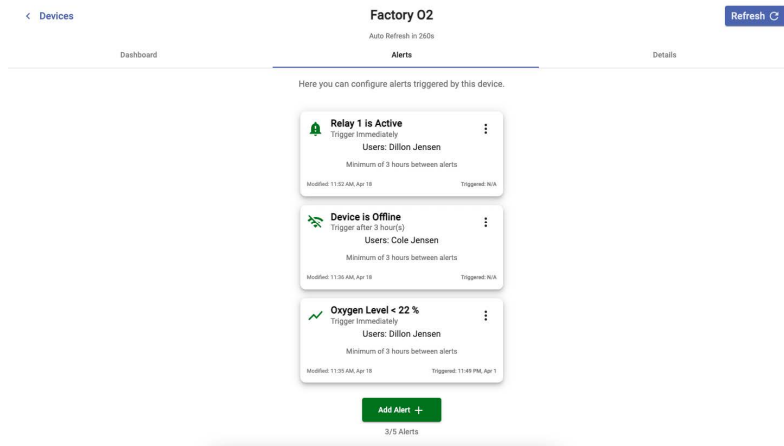 Devices
Factory O2
Refresh
Auto Refresh in 260s
Dashboard
Alerts
Details
Here you can configure alerts triggered by this device.
Relay 1 is Active
Trigger Immediately
Users: Dillon Jensen
Minimum of 3 hours between alerts
Modified: 11:52 AM, Apr 18
Triggered: N/A
Device is Offline
Trigger after 3 hour(s)
Users: Cole Jensen
Minimum of 3 hours between alerts
Modified: 11:36 AM, Apr 18
Triggered: N/A
Oxygen Level < 22 %
Trigger Immediately
Users: Dillon Jensen
Minimum of 3 hours between alerts
Modified: 11:35 AM, Apr 18
Triggered: 11:49 PM, Apr 1
Add Alert +
3/5 Alerts